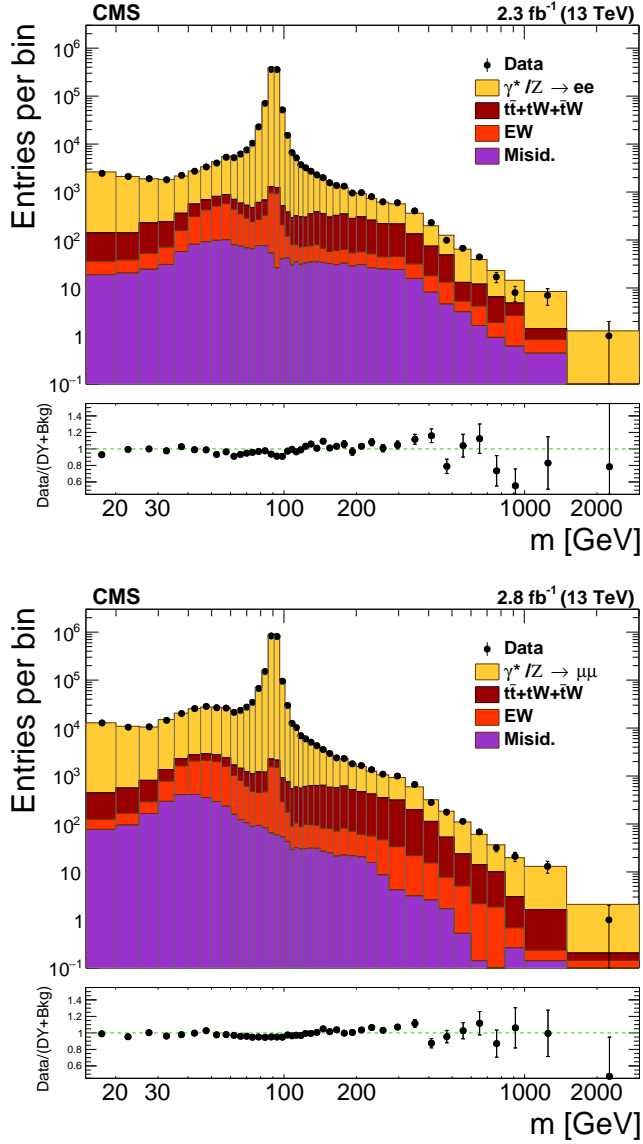 CMS 2.3 fb⁻¹ (13 TeV)
Entries per bin
10⁶
10⁵
10⁴
10³
10²
10
1
10⁻¹
Data
γ* /Z → ee
tt̄+tW+t̄W
EW
Misid.
Data/(DY+Bkg)
1.4
1.2
1
0.8
0.6
20 30 100 200 1000 2000
m [GeV]
CMS 2.8 fb⁻¹ (13 TeV)
Entries per bin
10⁶
10⁵
10⁴
10³
10²
10
1
10⁻¹
Data
γ* /Z → μμ
tt̄+tW+t̄W
EW
Misid.
Data/(DY+Bkg)
1.4
1.2
1
0.8
0.6
20 30 100 200 1000 2000
m [GeV]